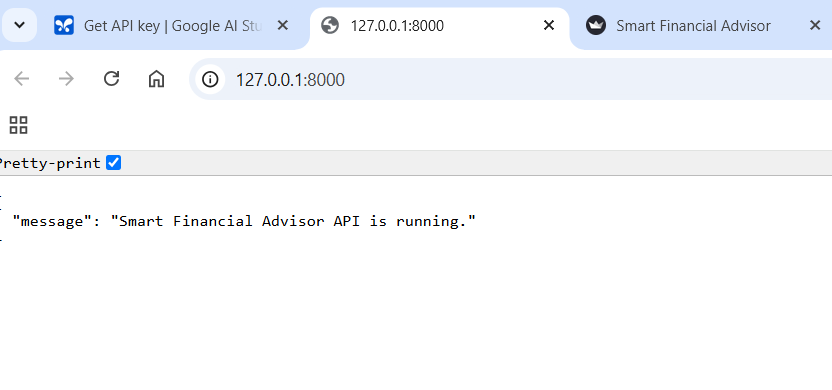 Get API key | Google AI Stu
127.0.0.1:8000
Smart Financial Advisor
127.0.0.1:8000
Pretty-print
{
"message": "Smart Financial Advisor API is running."
}